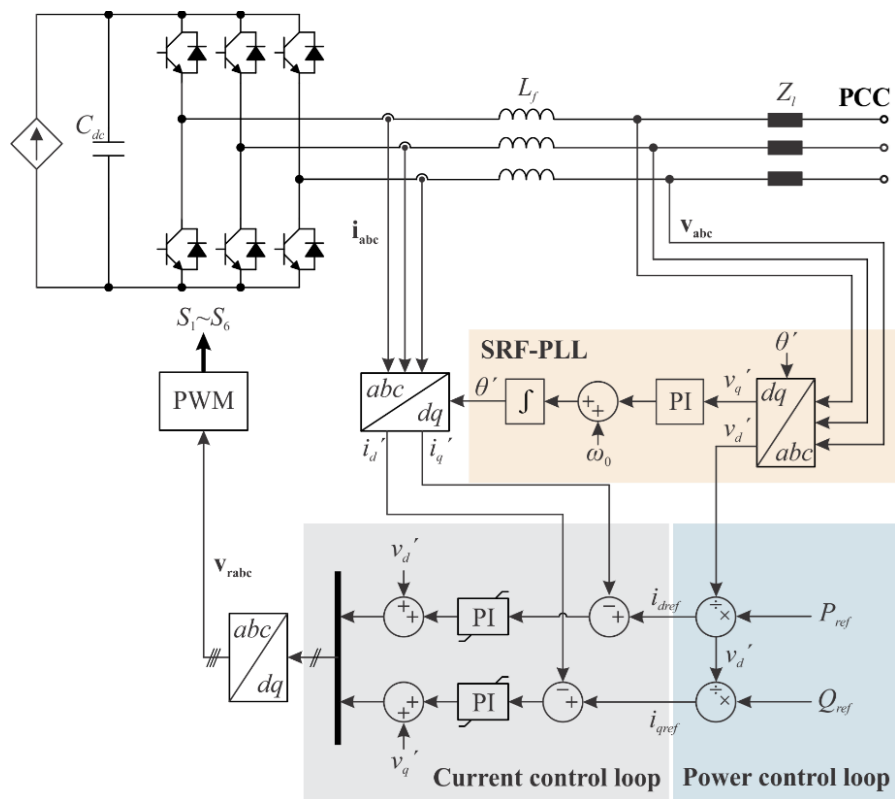 C_dc
L_f
Z_l
PCC
i_abc
v_abc
S_1~S_6
SRF-PLL
θ′
PWM
abc
dq
θ′
∫
+
+
ω_0
PI
v_q′
v_d′
dq
abc
i_d′
i_q′
v_rabc
v_d′
+
+
PI
−
+
i_dref
÷
×
P_ref
v_d′
abc
dq
+
+
v_q′
PI
−
+
i_qref
÷
×
Q_ref
Current control loop
Power control loop